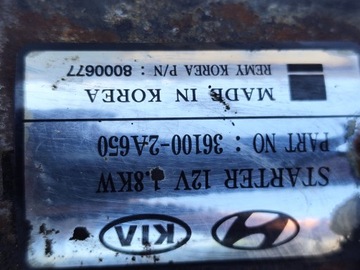 KIA
STARTER 12V 1.8KW
PART NO : 36100-2A650
MADE IN KOREA
REMY KOREA P/N : 8000677